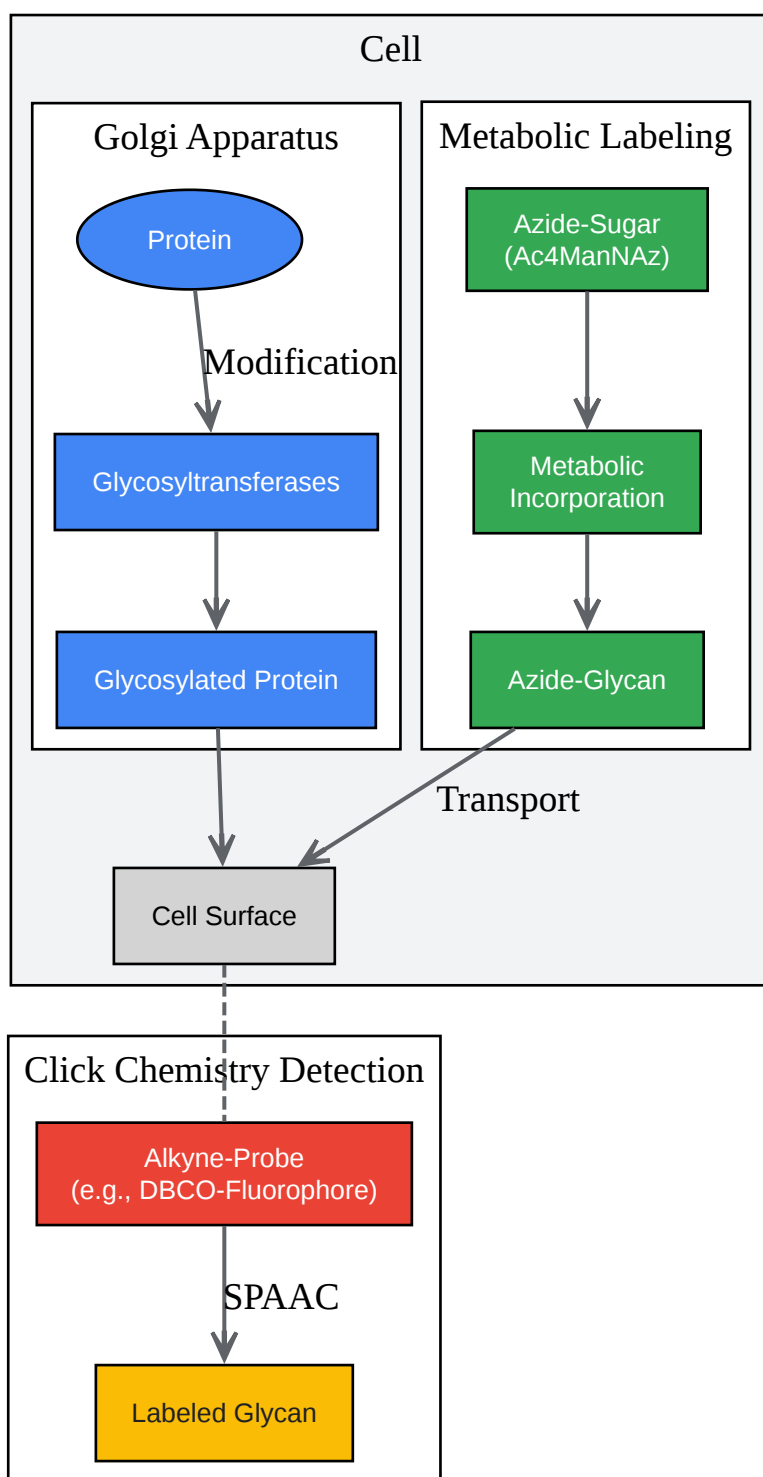 Cell
Golgi Apparatus
Protein
Modification
Glycosyltransferases
Glycosylated Protein
Metabolic Labeling
Azide-Sugar
(Ac4ManNAz)
Metabolic
Incorporation
Azide-Glycan
Transport
Cell Surface
Click Chemistry Detection
Alkyne-Probe
(e.g., DBCO-Fluorophore)
SPAAC
Labeled Glycan